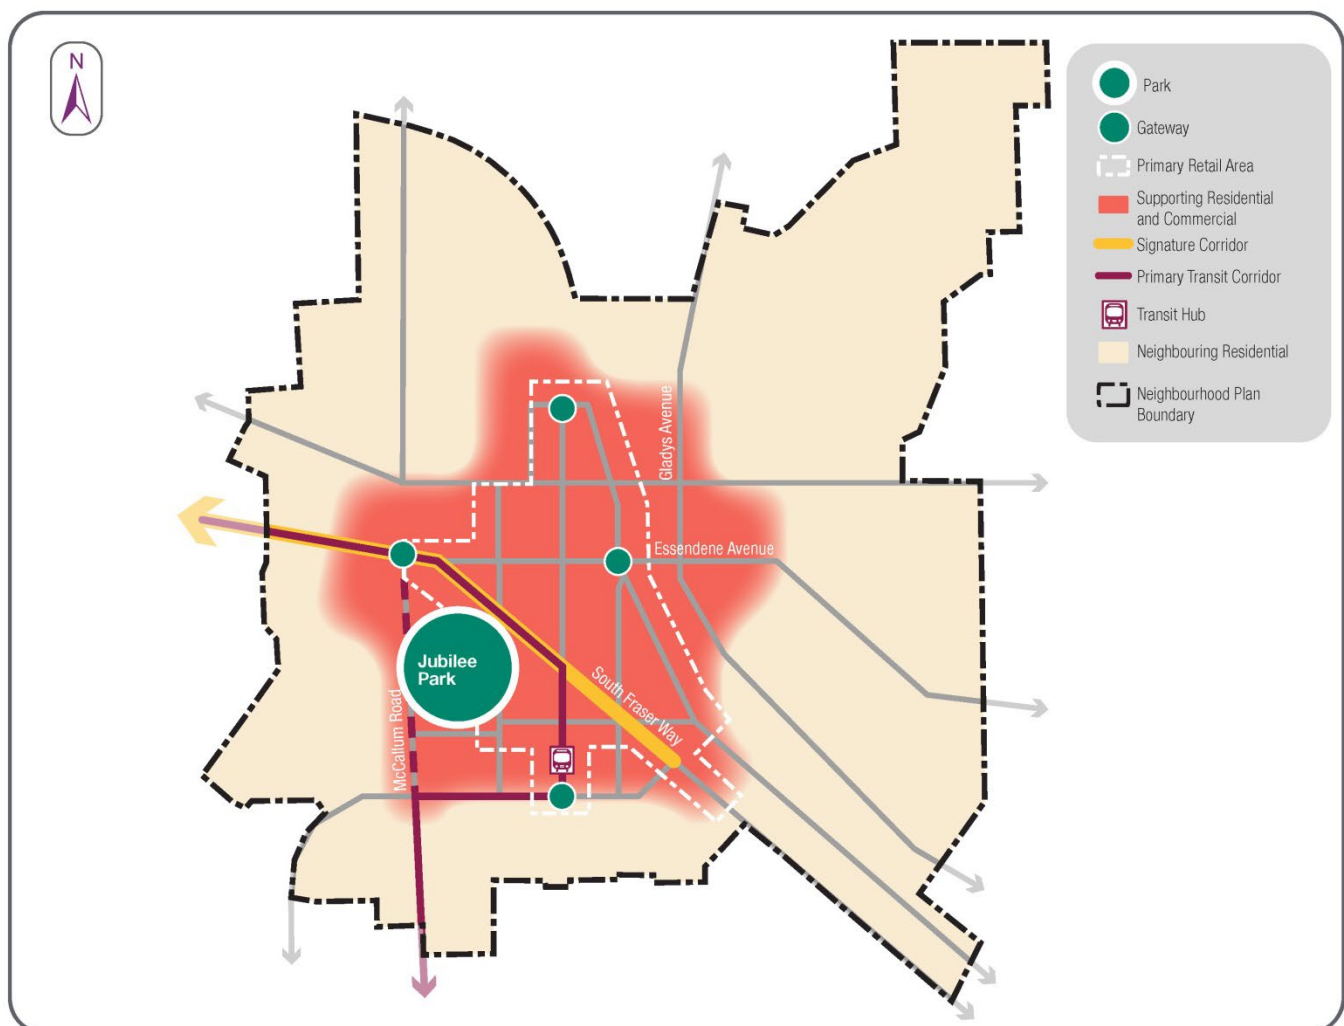 N
Park
Gateway
Primary Retail Area
Supporting Residential
and Commercial
Signature Corridor
Primary Transit Corridor
Transit Hub
Neighbouring Residential
Neighbourhood Plan
Boundary
Gladys Avenue
Essendene Avenue
Jubilee
Park
South Fraser Way
McCallum Road